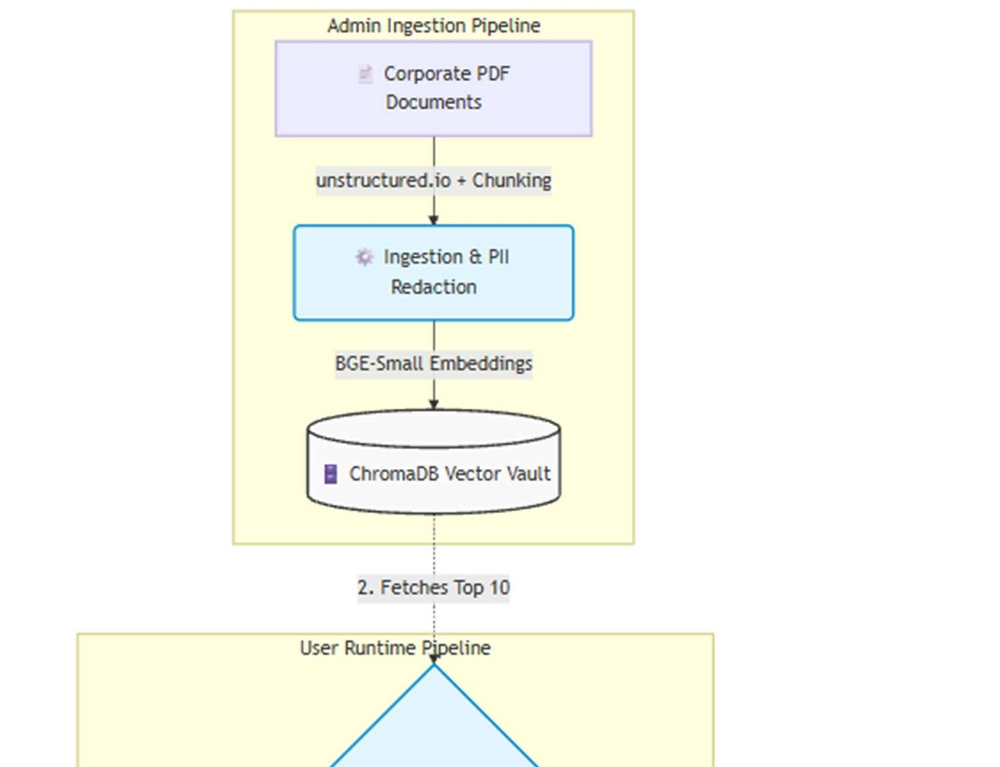 Admin Ingestion Pipeline
Corporate PDF
Documents
unstructured.io + Chunking
Ingestion & PII
Redaction
BGE-Small Embeddings
ChromaDB Vector Vault
2. Fetches Top 10
User Runtime Pipeline